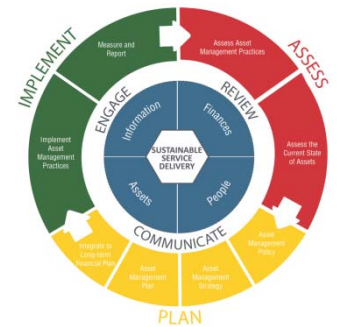 IMPLEMENT
ASSESS
PLAN
Measure and
Report
Assess Asset
Management Practices
Assess the
Current State
of Assets
Asset
Management
Policy
Asset
Management
Strategy
Asset
Management
Plan
Integrate to
Long-term
Financial Plan
Implement
Asset
Management
Practices
ENGAGE
REVIEW
COMMUNICATE
Information
Finances
Assets
People
SUSTAINABLE
SERVICE
DELIVERY